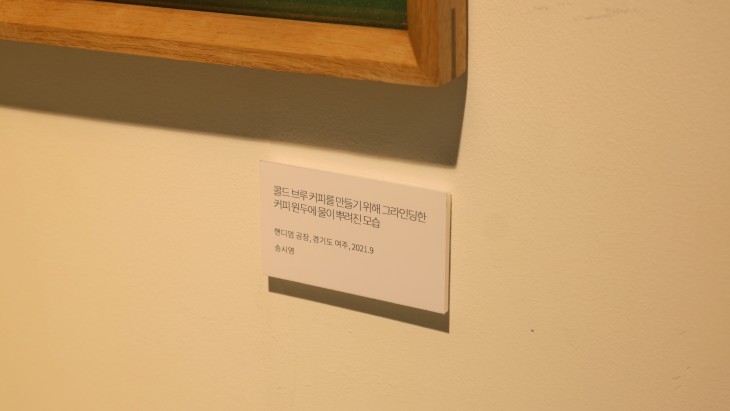 콜드 브루 커피를 만들기 위해 그라인딩한
커피 원두에 물이 뿌려진 모습
핸디엄 공장, 경기도 여주, 2021.9
송시영